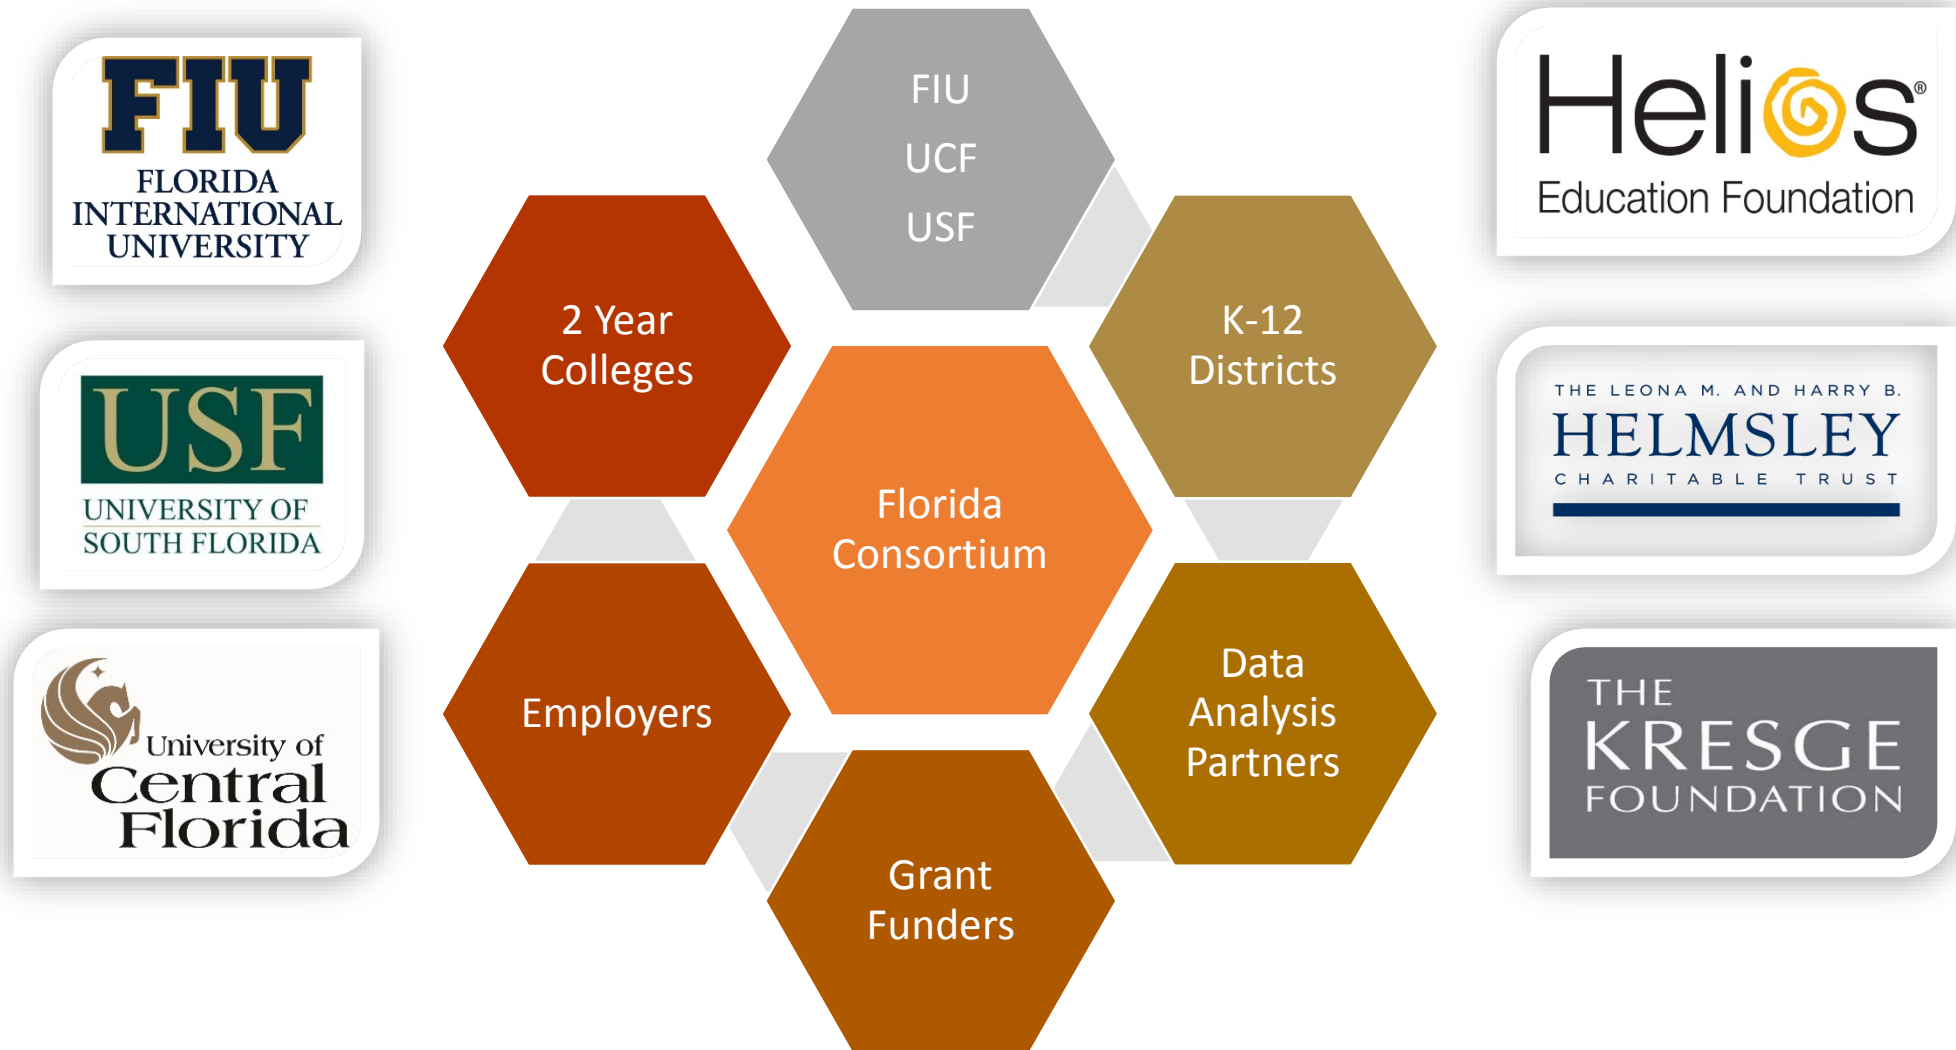 FIU
FLORIDA
INTERNATIONAL
UNIVERSITY
USF
UNIVERSITY OF
SOUTH FLORIDA
University of
Central
Florida
FIU
UCF
USF
2 Year
Colleges
K-12
Districts
Florida
Consortium
Employers
Data
Analysis
Partners
Grant
Funders
Helios®
Education Foundation
THE LEONA M. AND HARRY B.
HELMSLEY
CHARITABLE TRUST
THE
KRESGE
FOUNDATION